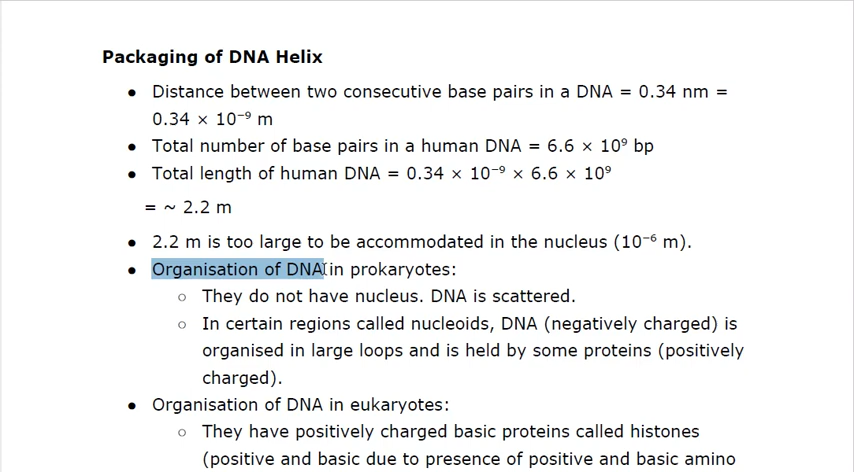 Packaging of DNA Helix
● Distance between two consecutive base pairs in a DNA = 0.34 nm =
0.34 × 10⁻⁹ m
● Total number of base pairs in a human DNA = 6.6 × 10⁹ bp
● Total length of human DNA = 0.34 × 10⁻⁹ × 6.6 × 10⁹
= ~ 2.2 m
● 2.2 m is too large to be accommodated in the nucleus (10⁻⁶ m).
● Organisation of DNA in prokaryotes:
○ They do not have nucleus. DNA is scattered.
○ In certain regions called nucleoids, DNA (negatively charged) is
organised in large loops and is held by some proteins (positively
charged).
● Organisation of DNA in eukaryotes:
○ They have positively charged basic proteins called histones
(positive and basic due to presence of positive and basic amino